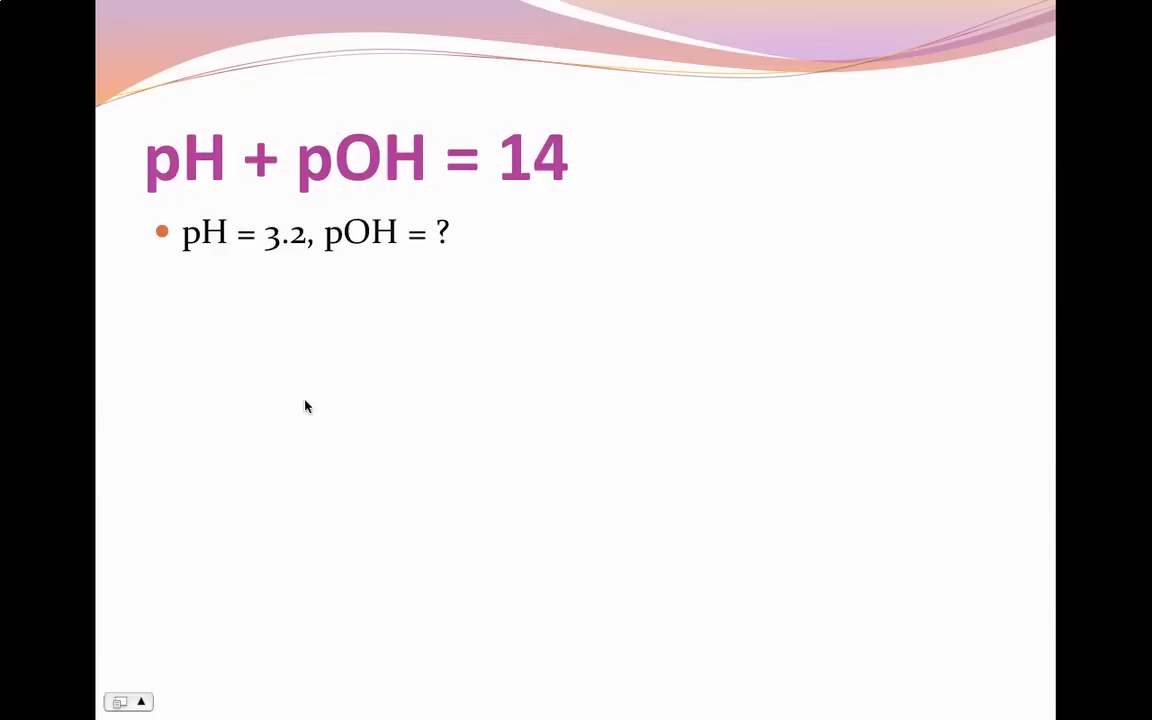 pH + pOH = 14
pH = 3.2, pOH = ?